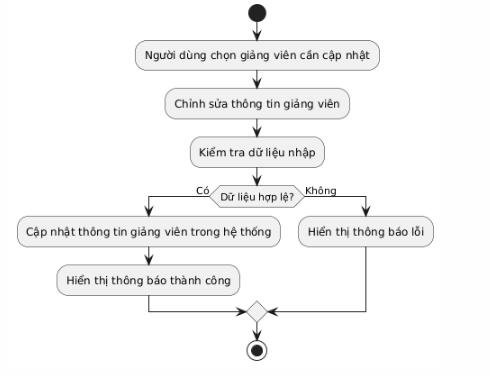 Người dùng chọn giảng viên cần cập nhật
Chỉnh sửa thông tin giảng viên
Kiểm tra dữ liệu nhập
Có
Dữ liệu hợp lệ?
Không
Cập nhật thông tin giảng viên trong hệ thống
Hiển thị thông báo lỗi
Hiển thị thông báo thành công